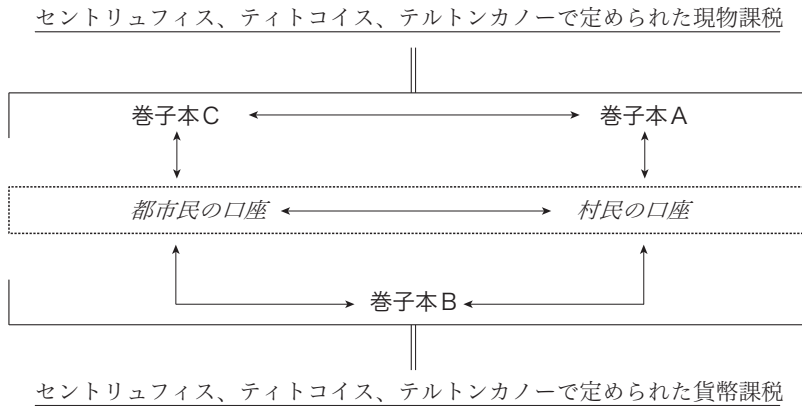 セントリュフィス、ティトコイス、テルトンカノーで定められた現物課税
巻子本C 巻子本A
都市民の口座 村民の口座
巻子本B
セントリュフィス、ティトコイス、テルトンカノーで定められた貨幣課税